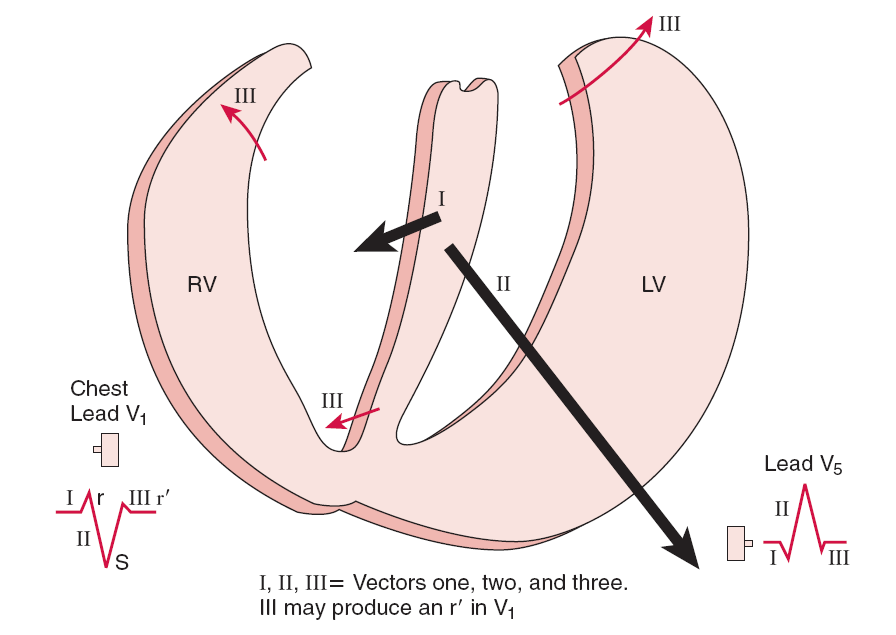 III
III
I
RV
II
LV
III
Chest
Lead V₁
I r III r′
II
S
Lead V₅
II
I III
I, II, III= Vectors one, two, and three.
III may produce an r′ in V₁